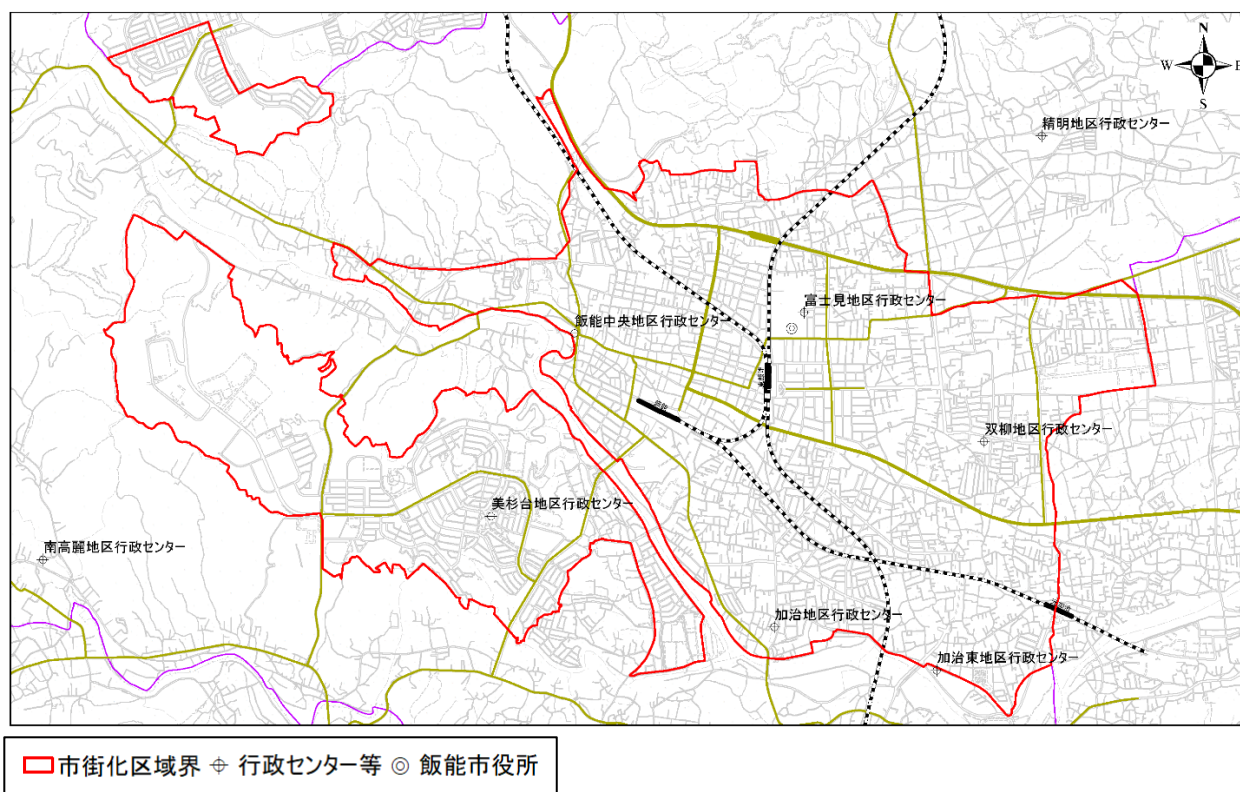 N
W E
S
精明地区行政センター
富士見地区行政センター
飯能中央地区行政センター
双柳地区行政センター
美杉台地区行政センター
南高麗地区行政センター
加治地区行政センター
加治東地区行政センター
市街化区域界 行政センター等 ◎ 飯能市役所